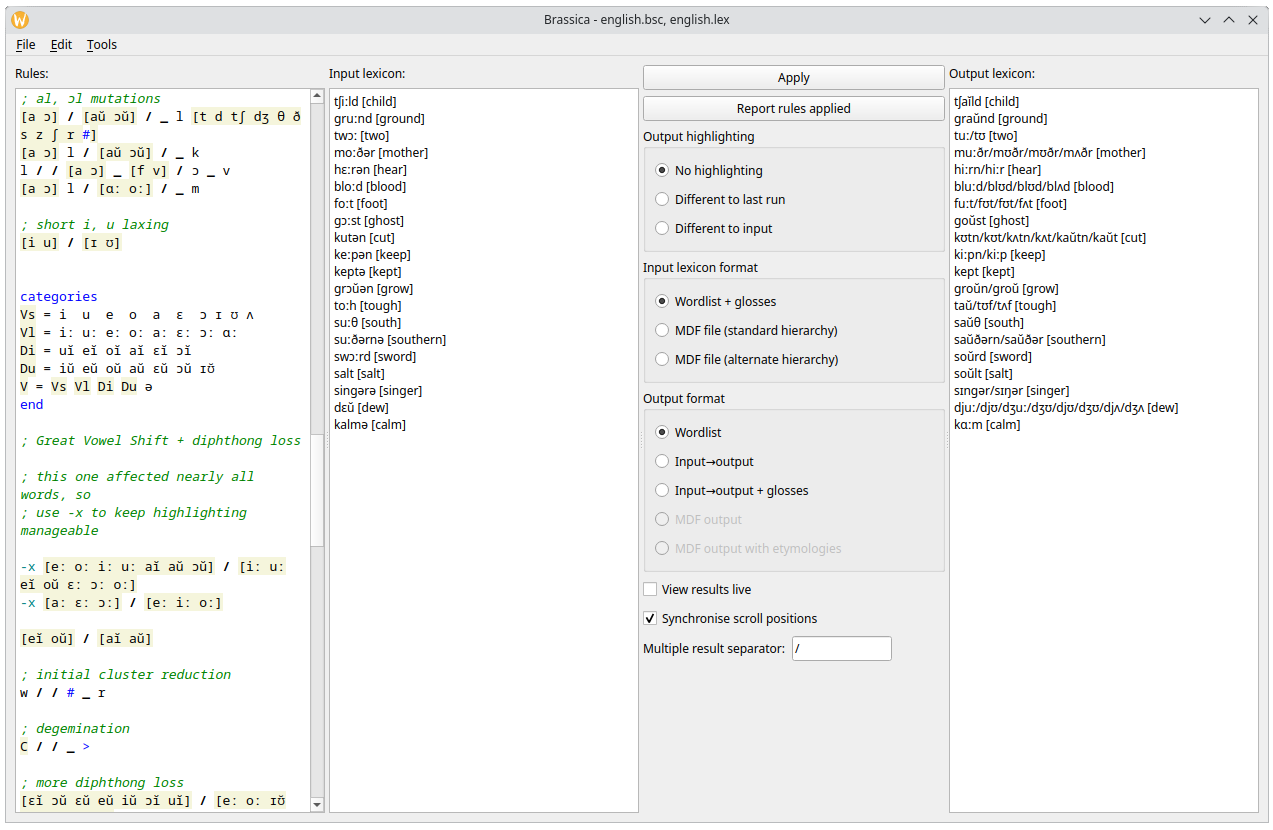 Brassica - english.bsc, english.lex
File Edit Tools
Rules:
; al, ɔl mutations
[a ɔ] / [aŭ ɔŭ] / _ l [t d tʃ dʒ θ ð
s z ʃ r #]
[a ɔ] l / [aŭ ɔŭ] / _ k
l / / [a ɔ] _ [f v] / ɔ _ v
[a ɔ] l / [ɑː oː] / _ m
; short i, u laxing
[i u] / [ɪ ʊ]
categories
Vs = i u e o a ɛ ɔ ɪ ʊ ʌ
Vl = iː uː eː oː aː ɛː ɔː ɑː
Di = uĭ eĭ oĭ aĭ ɛĭ ɔĭ
Du = iŭ eŭ oŭ aŭ ɛŭ ɔŭ ɪʊ̆
V = Vs Vl Di Du ə
end
; Great Vowel Shift + diphthong loss
; this one affected nearly all
words, so
; use -x to keep highlighting
manageable
-x [eː oː iː uː aĭ aŭ ɔŭ] / [iː uː
eĭ oŭ ɛː ɔː oː]
-x [aː ɛː ɔː] / [eː iː oː]
[eĭ oŭ] / [aĭ aŭ]
; initial cluster reduction
w / / # _ r
; degemination
C / / _ >
; more diphthong loss
[ɛĭ ɔŭ ɛŭ eŭ iŭ ɔĭ uĭ] / [eː oː ɪʊ̆
Input lexicon:
tʃiːld [child]
gruːnd [ground]
twɔː [two]
moːðər [mother]
hɛːrən [hear]
bloːd [blood]
foːt [foot]
gɔːst [ghost]
kutən [cut]
keːpən [keep]
keptə [kept]
grɔŭən [grow]
toːh [tough]
suːθ [south]
suːðərnə [southern]
swɔːrd [sword]
salt [salt]
singərə [singer]
dɛŭ [dew]
kalmə [calm]
Apply
Report rules applied
Output highlighting
No highlighting
Different to last run
Different to input
Input lexicon format
Wordlist + glosses
MDF file (standard hierarchy)
MDF file (alternate hierarchy)
Output format
Wordlist
Input→output
Input→output + glosses
MDF output
MDF output with etymologies
View results live
Synchronise scroll positions
Multiple result separator: /
Output lexicon:
tʃaĭld [child]
graŭnd [ground]
tuː/tʊ [two]
muːðr/mʊðr/mʊðr/mʌðr [mother]
hiːrn/hiːr [hear]
bluːd/blʊd/blʊd/blʌd [blood]
fuːt/fʊt/fʊt/fʌt [foot]
goŭst [ghost]
kʊtn/kʊt/kʌtn/kʌt/kaŭtn/kaŭt [cut]
kiːpn/kiːp [keep]
kept [kept]
groŭn/groŭ [grow]
taŭ/tʊf/tʌf [tough]
saŭθ [south]
saŭðərn/saŭðər [southern]
soŭrd [sword]
soŭlt [salt]
sɪngər/sɪŋər [singer]
djuː/djʊ/dʒuː/dʒʊ/djʊ/dʒʊ/djʌ/dʒʌ [dew]
kɑːm [calm]